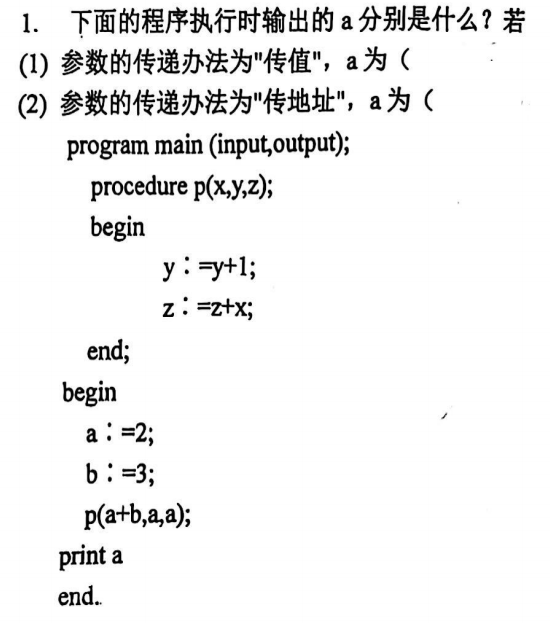 1. 下面的程序执行时输出的 a 分别是什么？若
(1) 参数的传递办法为"传值"，a 为（
(2) 参数的传递办法为"传地址"，a 为（
program main (input,output);
procedure p(x,y,z);
begin
y：=y+1;
z：=z+x;
end;
begin
a：=2;
b：=3;
p(a+b,a,a);
print a
end.